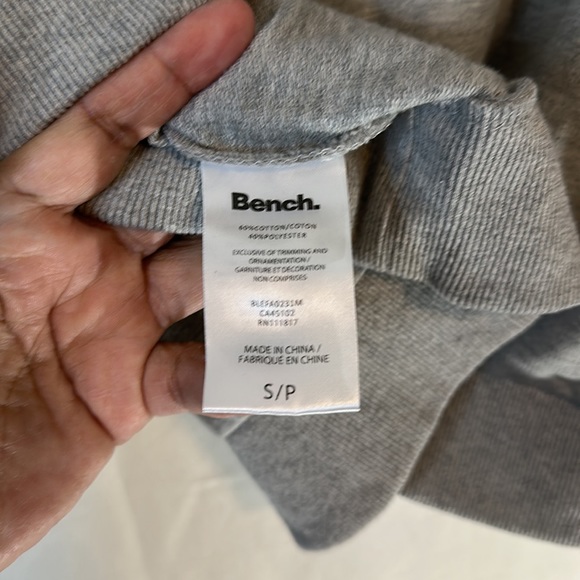 Bench.
60%COTTON/COTON
40%POLYESTER
EXCLUSIVE OF TRIMMING AND
ORNAMENTATION /
GARNITURE ET DÉCORATION
NON COMPRISES
BLEFA0231M
CA45102
RN111817
MADE IN CHINA /
FABRIQUÉ EN CHINE
S/P